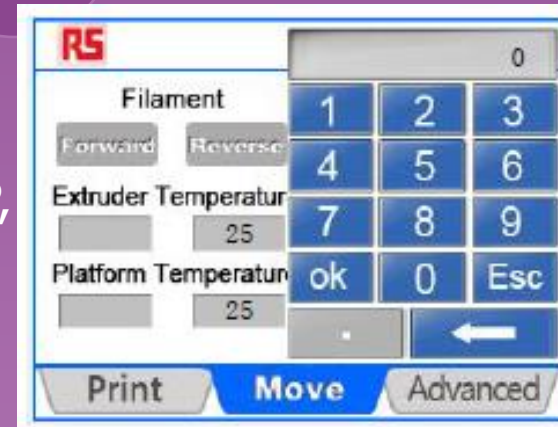 RS
0
Filament
1 2 3
Forward Reverse
4 5 6
Extruder Temperatur
7 8 9
25
Platform Temperature
ok 0 Esc
25
.
Print Move Advanced